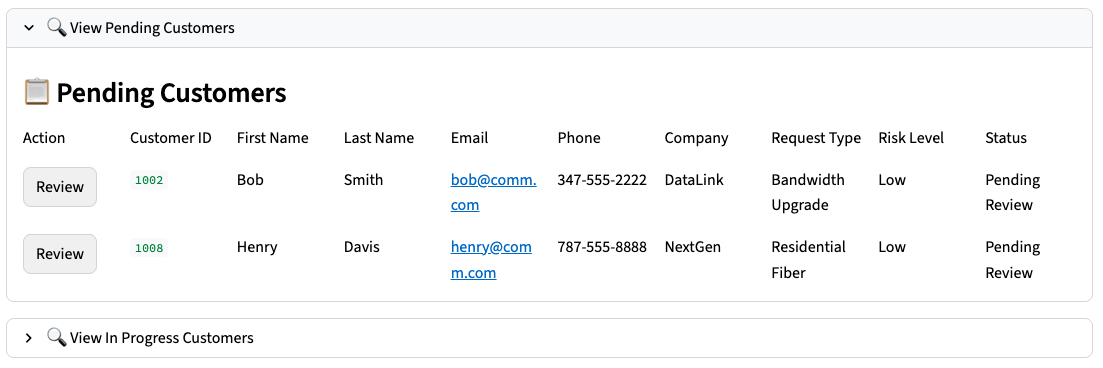 View Pending Customers
Pending Customers
Action Customer ID First Name Last Name Email Phone Company Request Type Risk Level Status
Review 1002 Bob Smith bob@comm. 347-555-2222 DataLink Bandwidth Low Pending
com Upgrade Review
Review 1008 Henry Davis henry@com 787-555-8888 NextGen Residential Low Pending
m.com Fiber Review
View In Progress Customers